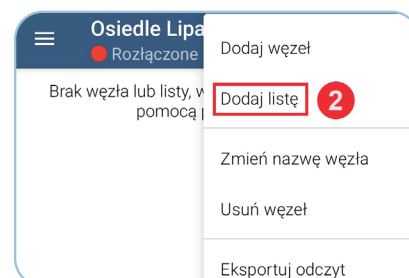 Osiedle Lipa
Rozłączone
Brak węzła lub listy, w
pomocą p
Dodaj węzeł
Dodaj listę 2
Zmień nazwę węzła
Usuń węzeł
Eksportuj odczyt